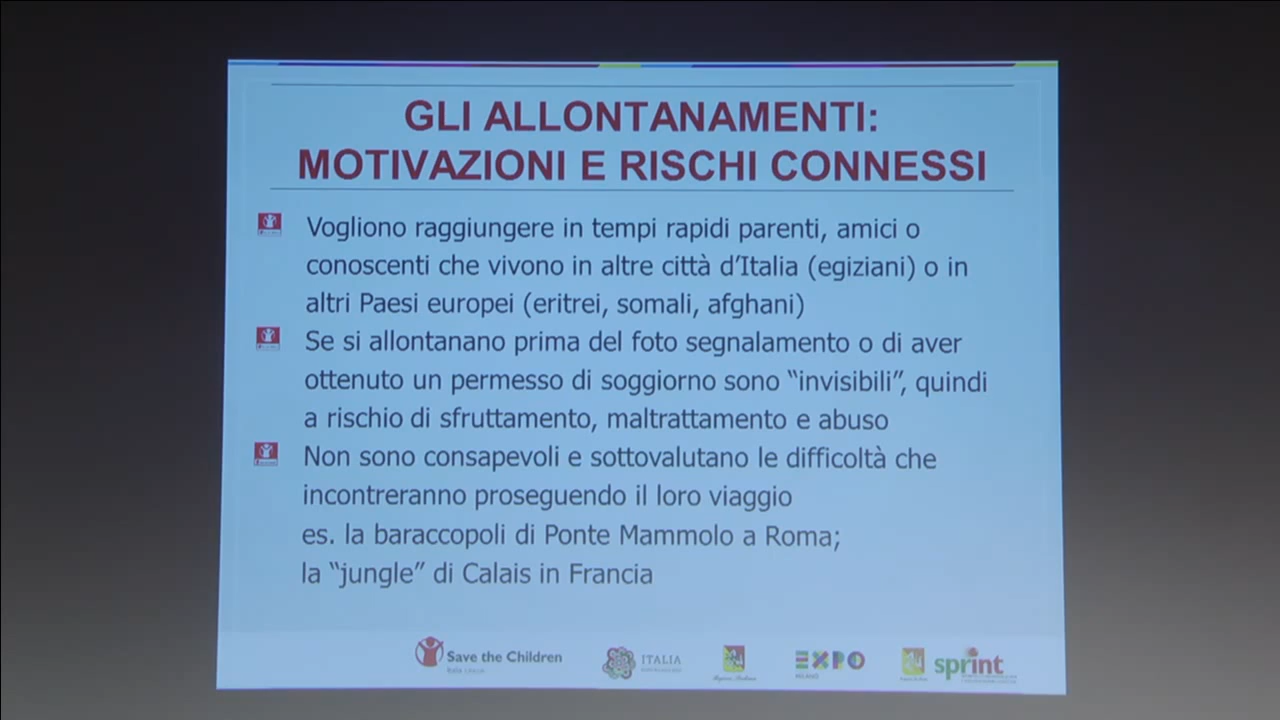 GLI ALLONTANAMENTI:
MOTIVAZIONI E RISCHI CONNESSI
Vogliono raggiungere in tempi rapidi parenti, amici o
conoscenti che vivono in altre città d'Italia (egiziani) o in
altri Paesi europei (eritrei, somali, afghani)
Se si allontanano prima del foto segnalamento o di aver
ottenuto un permesso di soggiorno sono "invisibili", quindi
a rischio di sfruttamento, maltrattamento e abuso
Non sono consapevoli e sottovalutano le difficoltà che
incontreranno proseguendo il loro viaggio
es. la baraccopoli di Ponte Mammolo a Roma;
la "jungle" di Calais in Francia
Save the Children
Italia ONLUS
ITALIA
EXPO
MILANO
sprint